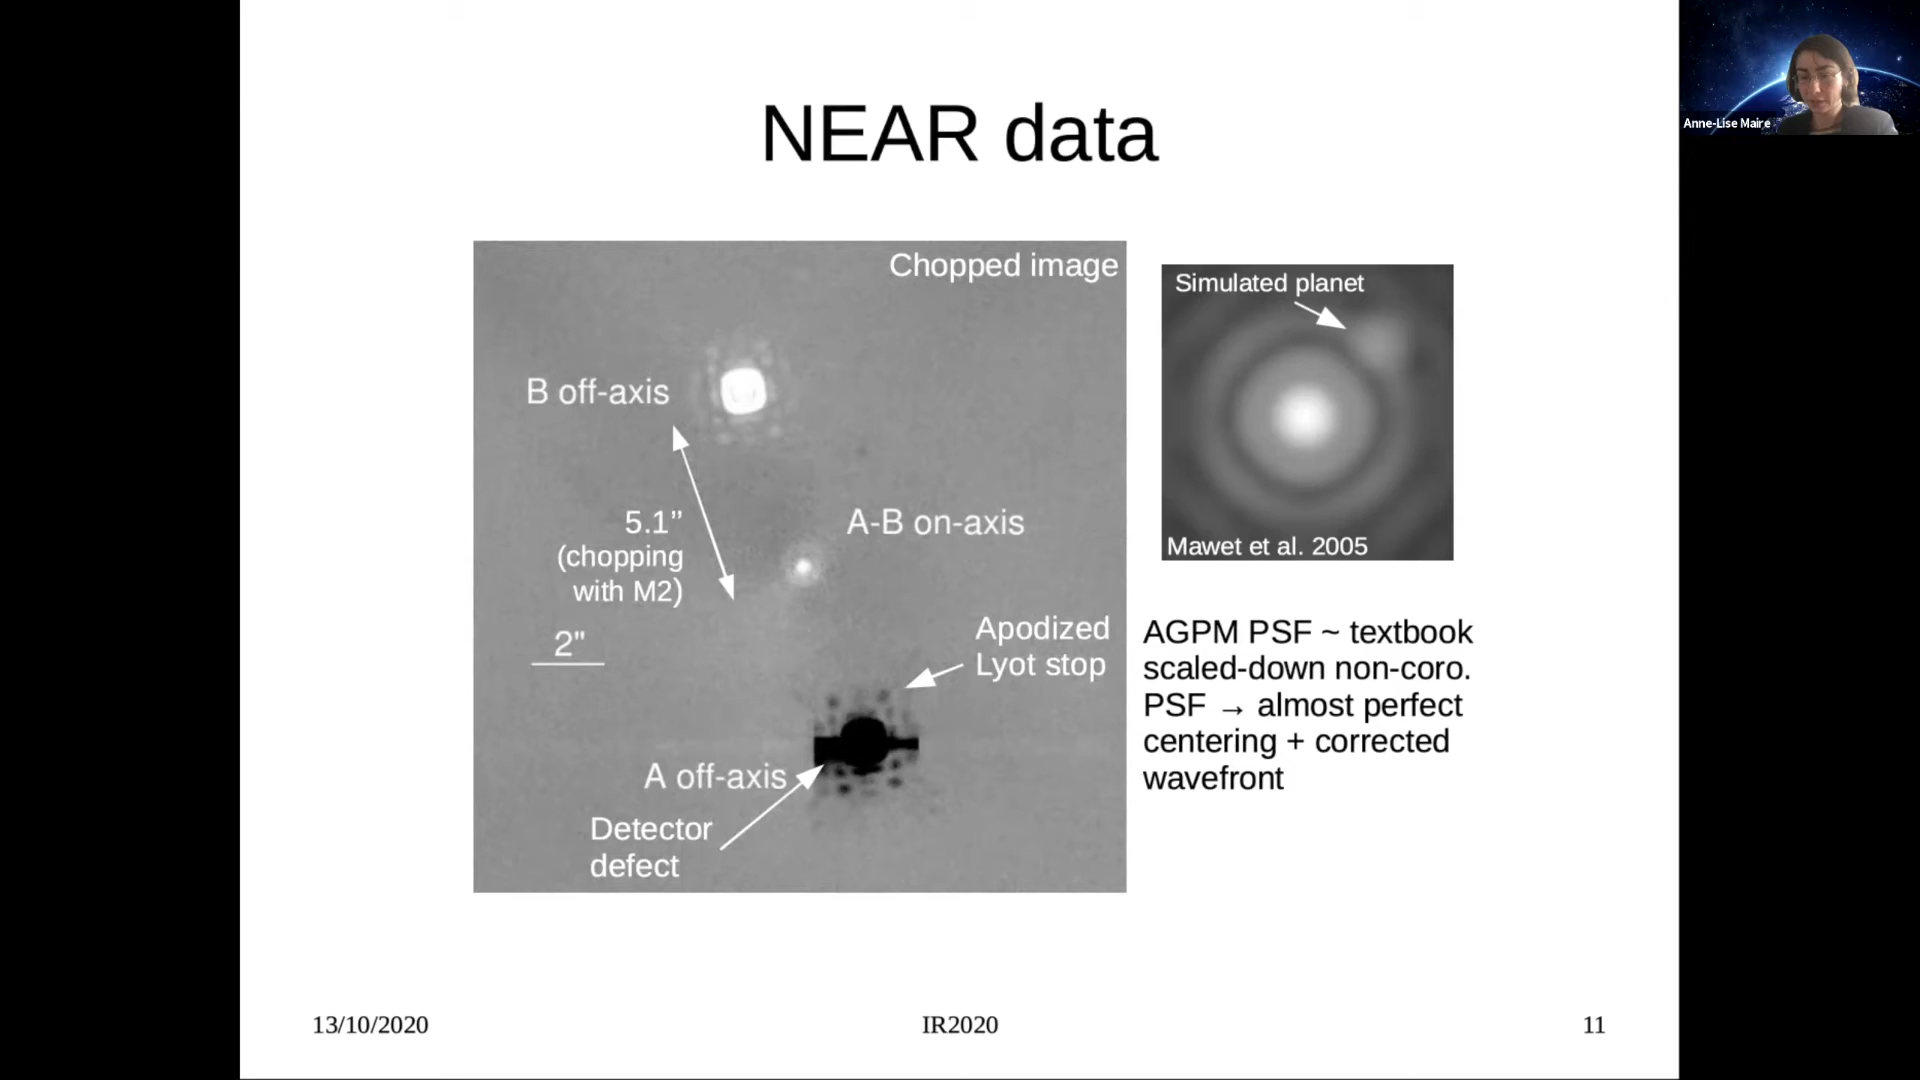 NEAR data
Chopped image
B off-axis
5.1’’
(chopping
with M2)
2"
A-B on-axis
Apodized
Lyot stop
A off-axis
Detector
defect
Simulated planet
Mawet et al. 2005
AGPM PSF ~ textbook
scaled-down non-coro.
PSF → almost perfect
centering + corrected
wavefront
13/10/2020
IR2020
11
Anne-Lise Maire